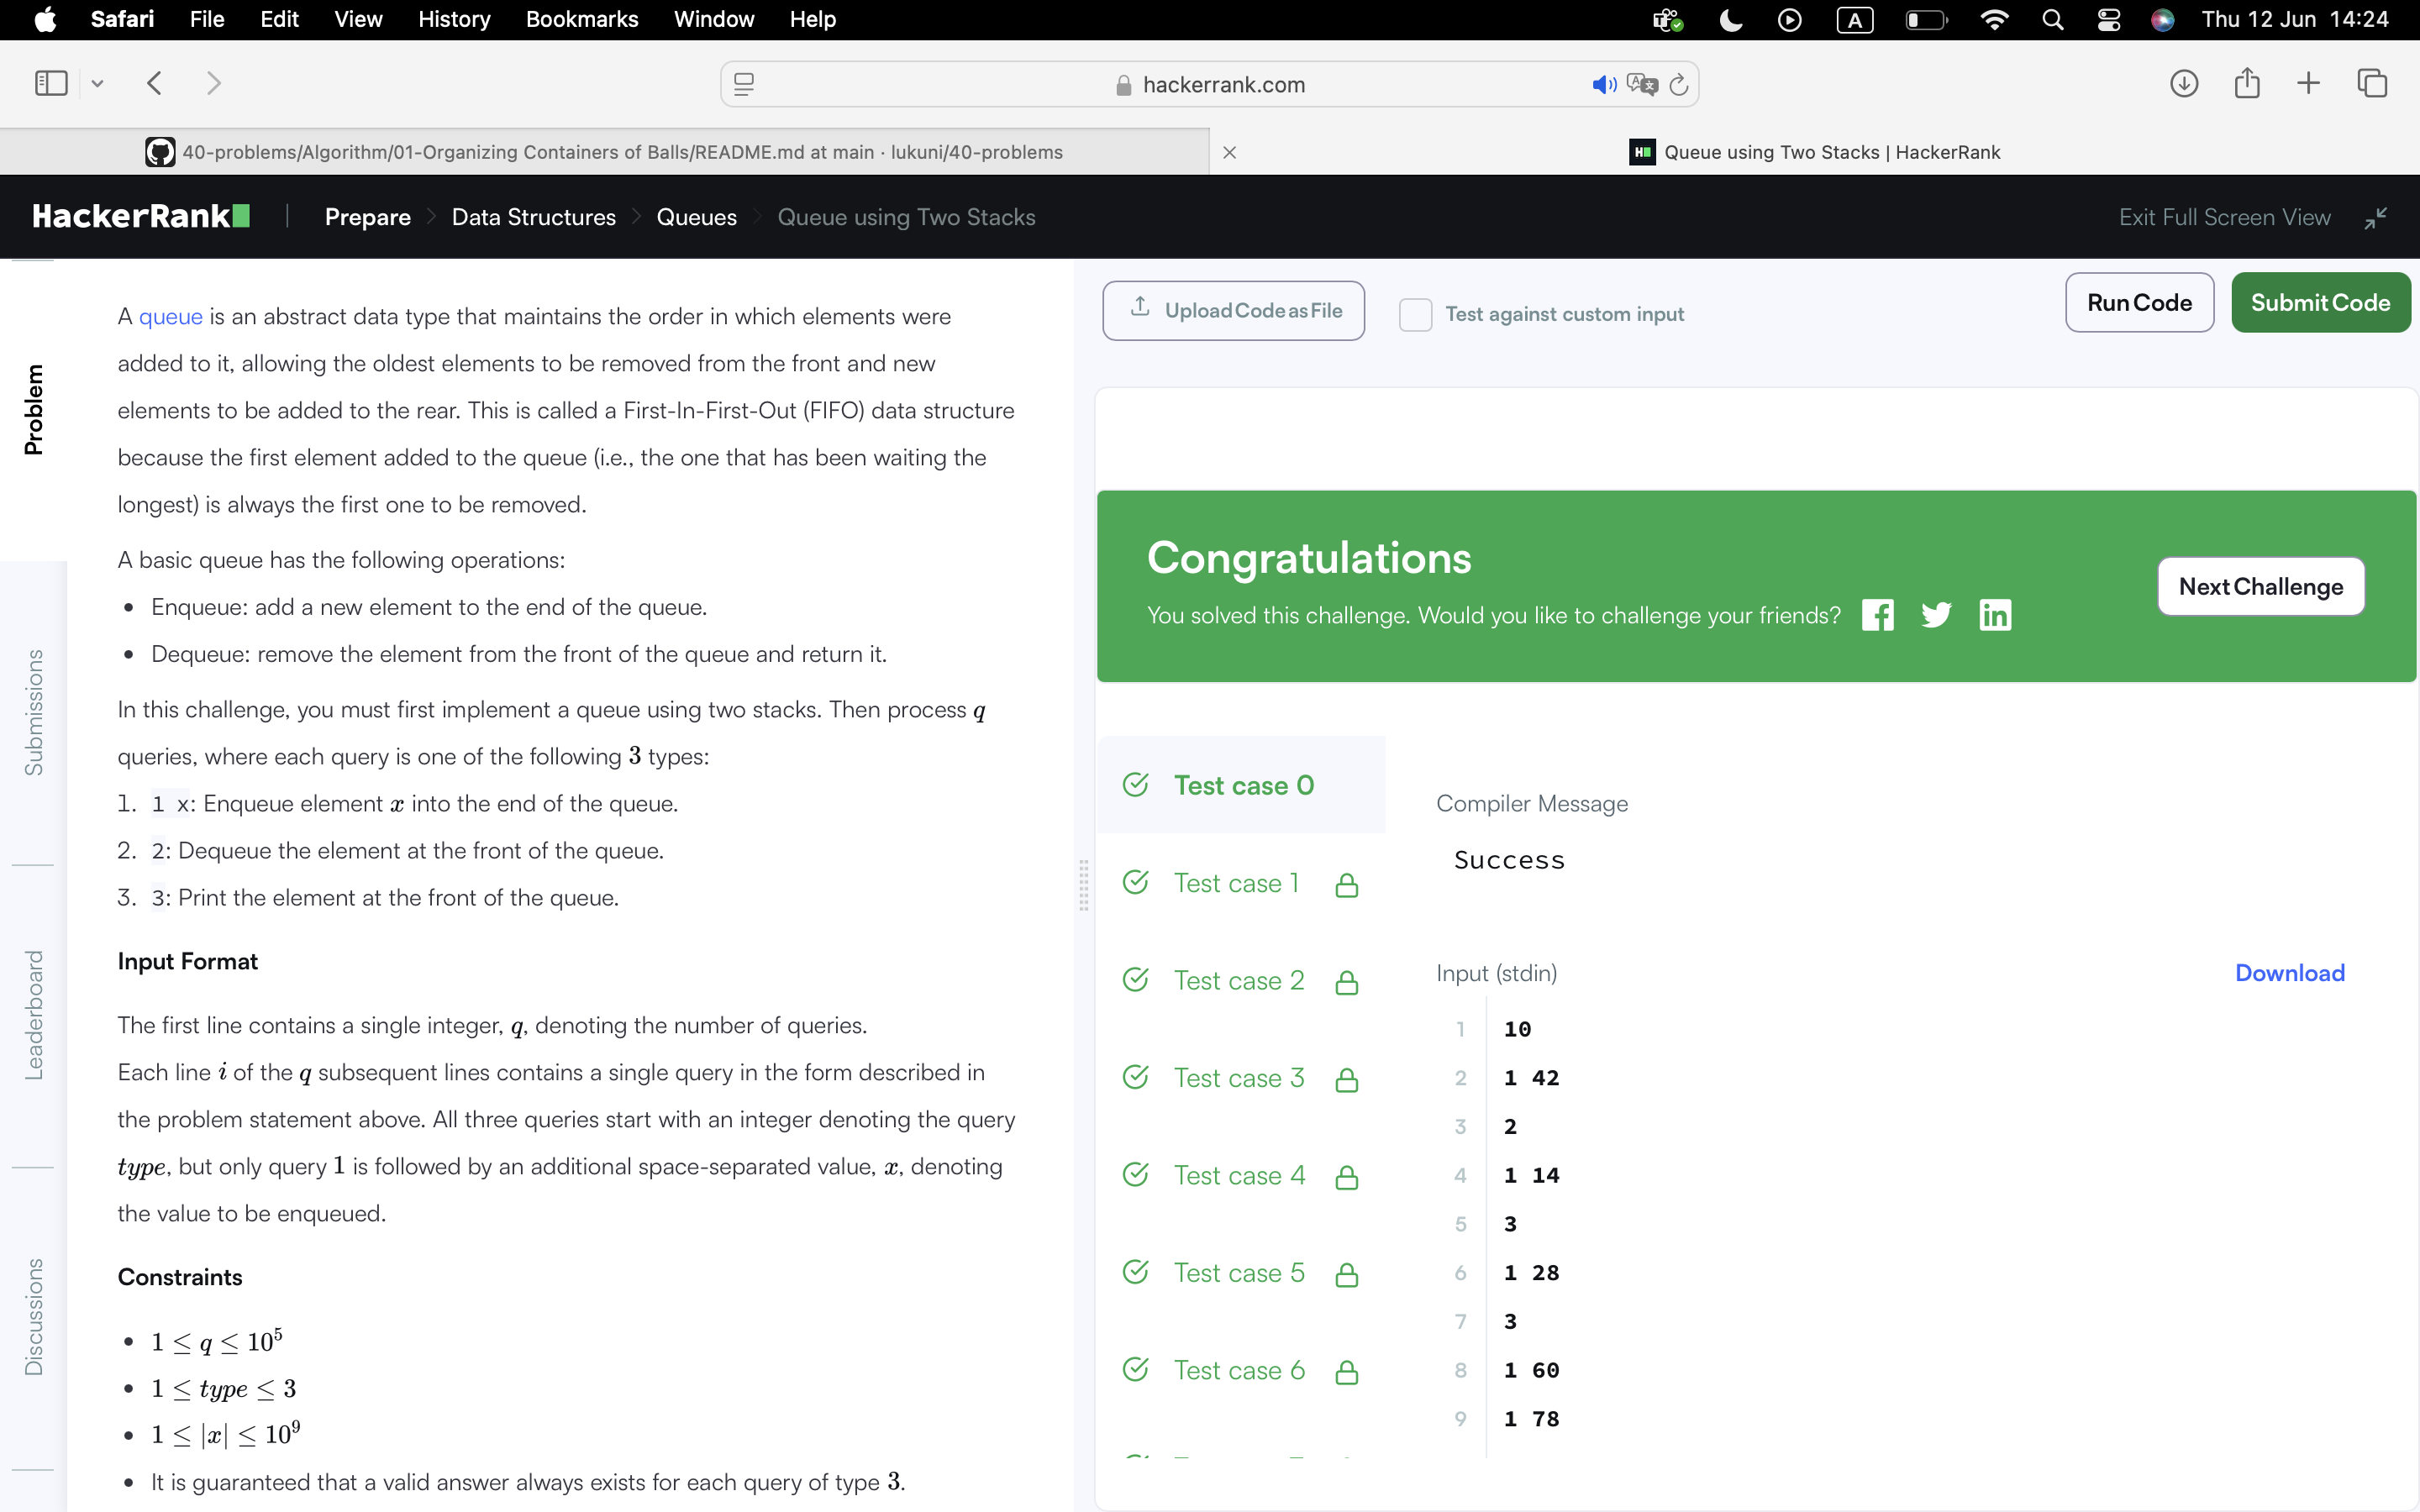 Safari File Edit View History Bookmarks Window Help A Thu 12 Jun 14:24
hackerrank.com
40-problems/Algorithm/01-Organizing Containers of Balls/README.md at main · lukuni/40-problems
Queue using Two Stacks | HackerRank
HackerRank | Prepare > Data Structures > Queues > Queue using Two Stacks
Exit Full Screen View
Problem
Submissions
Leaderboard
Discussions
A queue is an abstract data type that maintains the order in which elements were
added to it, allowing the oldest elements to be removed from the front and new
elements to be added to the rear. This is called a First-In-First-Out (FIFO) data structure
because the first element added to the queue (i.e., the one that has been waiting the
longest) is always the first one to be removed.
A basic queue has the following operations:
• Enqueue: add a new element to the end of the queue.
• Dequeue: remove the element from the front of the queue and return it.
In this challenge, you must first implement a queue using two stacks. Then process q
queries, where each query is one of the following 3 types:
1. 1 x: Enqueue element x into the end of the queue.
2. 2: Dequeue the element at the front of the queue.
3. 3: Print the element at the front of the queue.
Input Format
The first line contains a single integer, q, denoting the number of queries.
Each line i of the q subsequent lines contains a single query in the form described in
the problem statement above. All three queries start with an integer denoting the query
type, but only query 1 is followed by an additional space-separated value, x, denoting
the value to be enqueued.
Constraints
• 1 ≤ q ≤ 10⁵
• 1 ≤ type ≤ 3
• 1 ≤ |x| ≤ 10⁹
• It is guaranteed that a valid answer always exists for each query of type 3.
Upload Code as File
Test against custom input
Run Code
Submit Code
Congratulations
You solved this challenge. Would you like to challenge your friends?
Next Challenge
Test case 0
Test case 1
Test case 2
Test case 3
Test case 4
Test case 5
Test case 6
Compiler Message
Success
Input (stdin)
Download
1 10
2 1 42
3 2
4 1 14
5 3
6 1 28
7 3
8 1 60
9 1 78